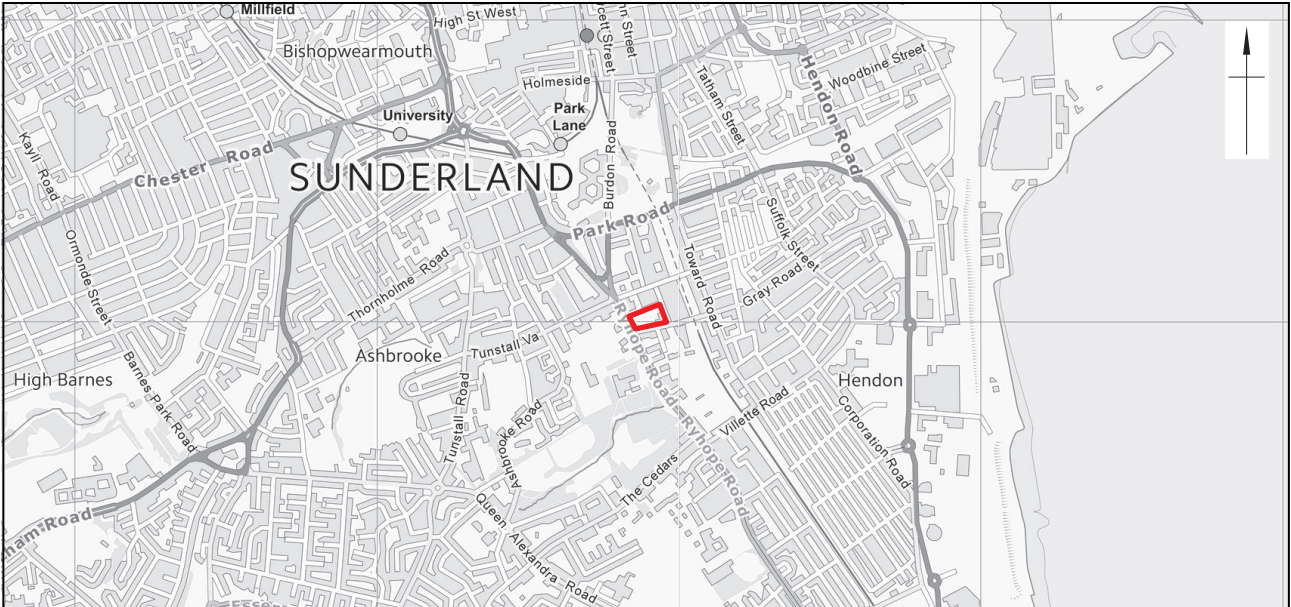 Millfield
High St West
cett Street
nn Street
Bishopwearmouth
Holmeside
Tatham Street
Hendon Road
Woodbine Street
University
Park
Lane
Burdon Road
Kayll Road
Chester Road
SUNDERLAND
Park Road
Suffolk Street
Ormonde Street
Thornholme Road
Toward Road
Gray Road
Ryhope Road
Tunstall Va
Ashbrooke
High Barnes
Barnes Park Road
Hendon
Villette Road
Corporation Road
Tunstall Road
Ashbrooke Road
Ryhope Road
The Cedars
Queen Alexandra Road
ham Road